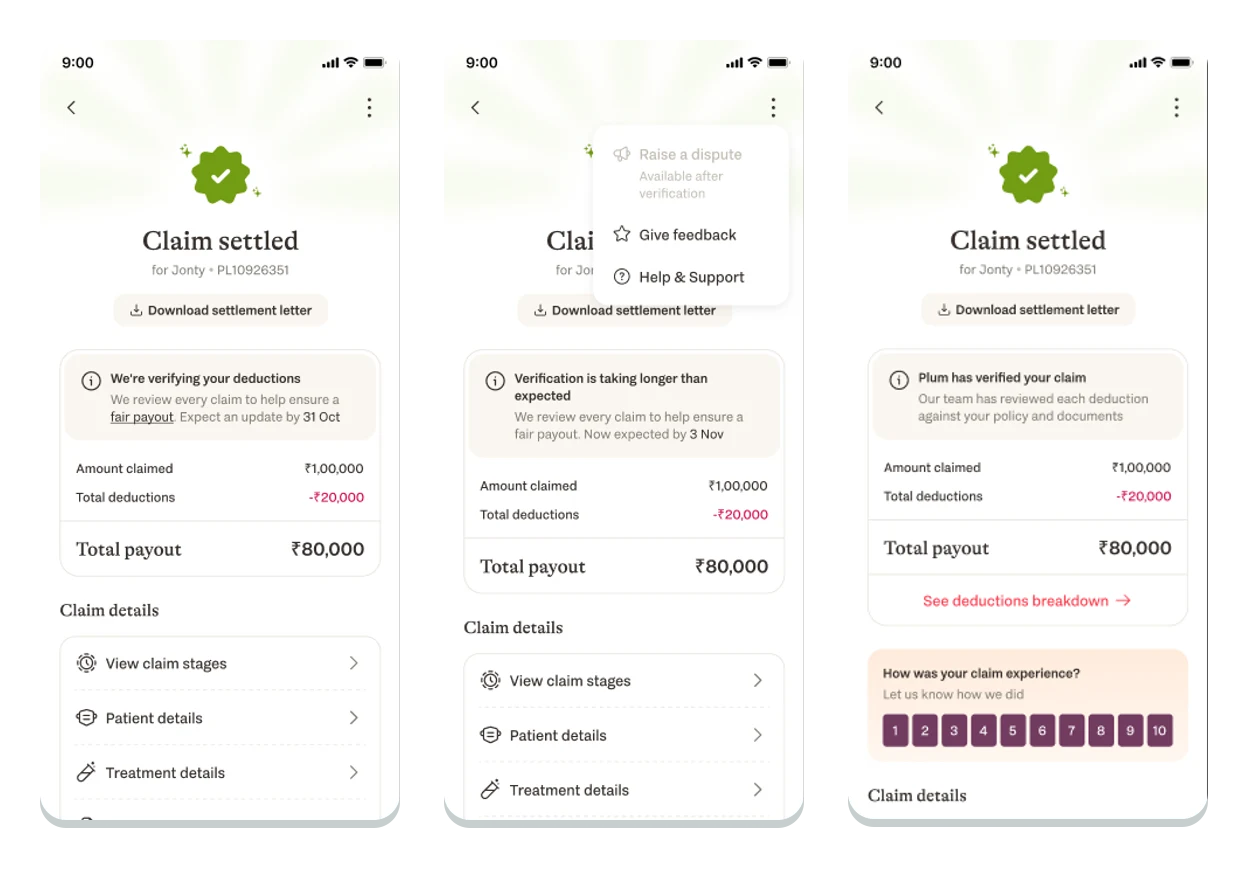 9:00
Claim settled
for Jonty • PL10926351
Download settlement letter
We're verifying your deductions
We review every claim to help ensure a
fair payout. Expect an update by 31 Oct
Amount claimed ₹1,00,000
Total deductions -₹20,000
Total payout ₹80,000
Claim details
View claim stages
Patient details
Treatment details
9:00
Raise a dispute
Available after
verification
Give feedback
Help & Support
Clai
for Jo
Download settlement letter
Verification is taking longer than
expected
We review every claim to help ensure a
fair payout. Now expected by 3 Nov
Amount claimed ₹1,00,000
Total deductions -₹20,000
Total payout ₹80,000
Claim details
View claim stages
Patient details
Treatment details
9:00
Claim settled
for Jonty • PL10926351
Download settlement letter
Plum has verified your claim
Our team has reviewed each deduction
against your policy and documents
Amount claimed ₹1,00,000
Total deductions -₹20,000
Total payout ₹80,000
See deductions breakdown →
How was your claim experience?
Let us know how we did
1 2 3 4 5 6 7 8 9 10
Claim details